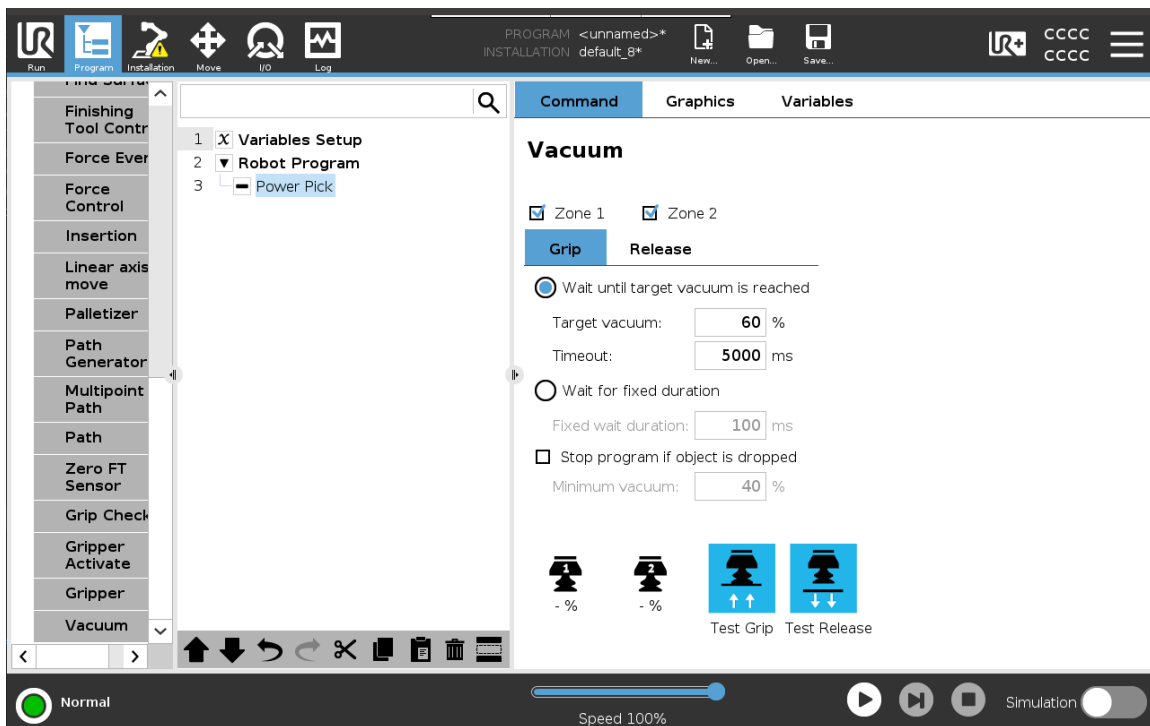 PROGRAM <unnamed>*
INSTALLATION default_8*
Run
Program
Installation
Move
I/O
Log
New...
Open...
Save...
UR+
CCCC
CCCC
Finishing
Tool Contr
Force Ever
Force
Control
Insertion
Linear axis
move
Palletizer
Path
Generator
Multipoint
Path
Path
Zero FT
Sensor
Grip Check
Gripper
Activate
Gripper
Vacuum
1 X Variables Setup
2 Robot Program
3 Power Pick
Command Graphics Variables
Vacuum
Zone 1 Zone 2
Grip Release
Wait until target vacuum is reached
Target vacuum: 60 %
Timeout: 5000 ms
Wait for fixed duration
Fixed wait duration: 100 ms
Stop program if object is dropped
Minimum vacuum: 40 %
1 2
- % - %
Test Grip Test Release
Normal
Speed 100%
Simulation